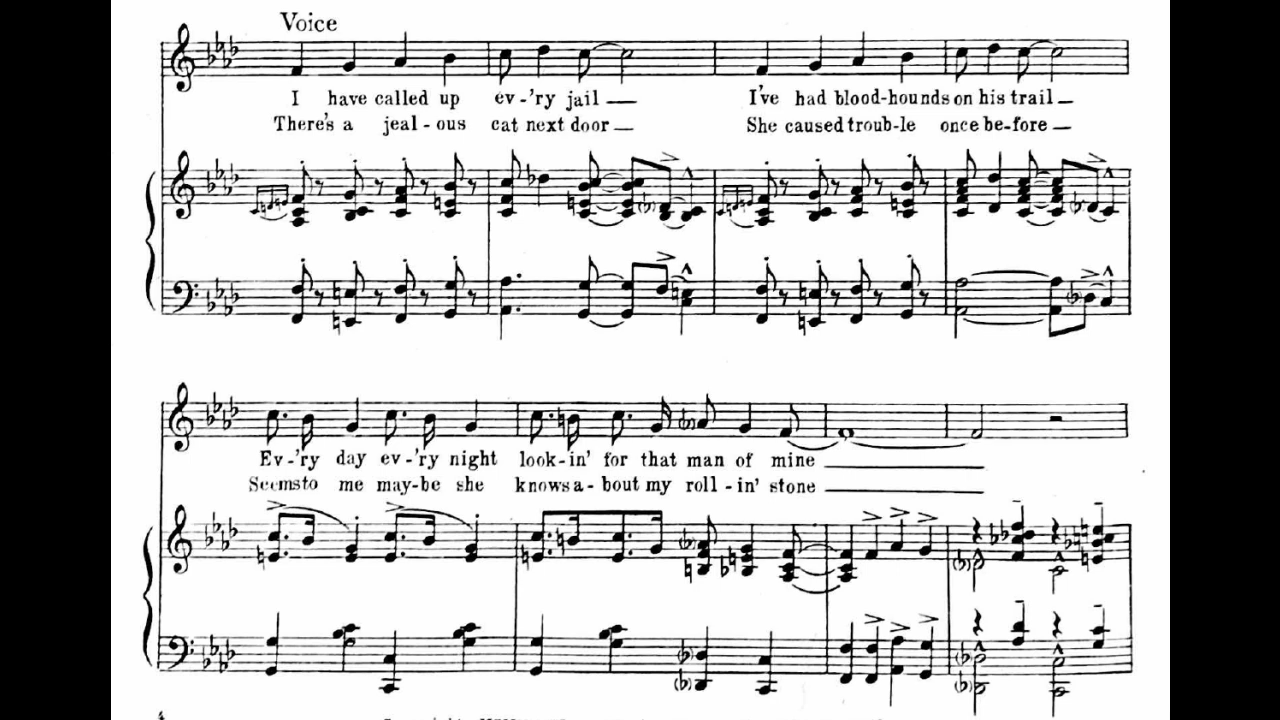 Voice
I have called up ev-'ry jail I've had blood-hounds on his trail
There's a jeal-ous cat next door She caused troub-le once be-fore
Ev-'ry day ev-'ry night look-in' for that man of mine
Seems to me may-be she knows a-bout my roll-in' stone